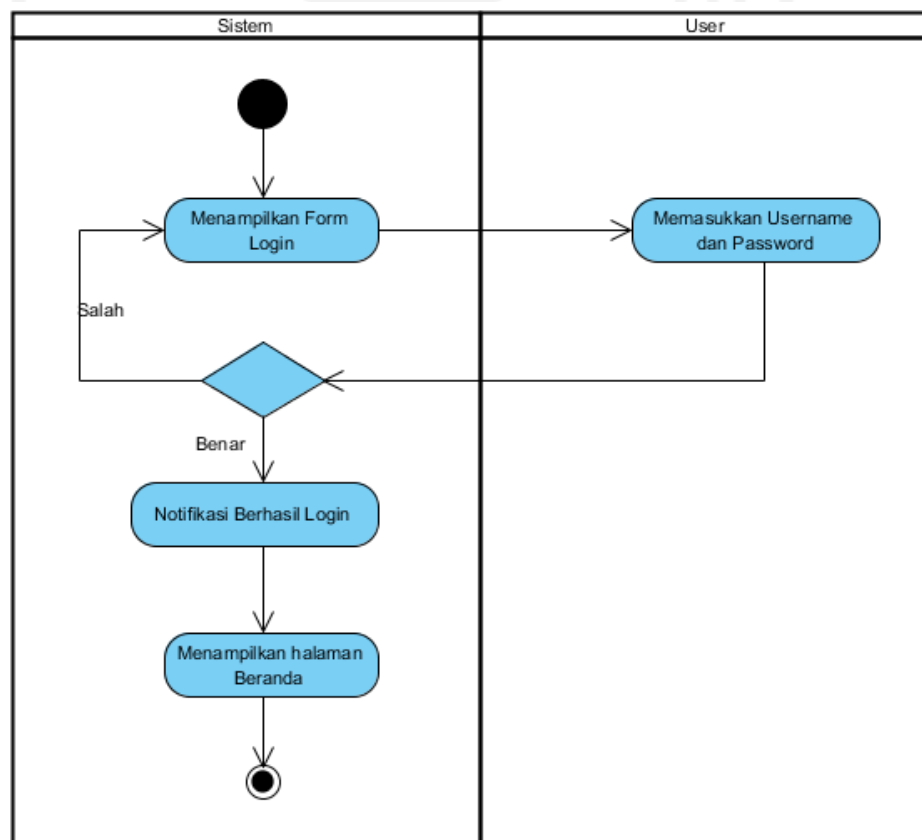 Sistem
User
Menampilkan Form
Login
Memasukkan Username
dan Password
Salah
Benar
Notifikasi Berhasil Login
Menampilkan halaman
Beranda